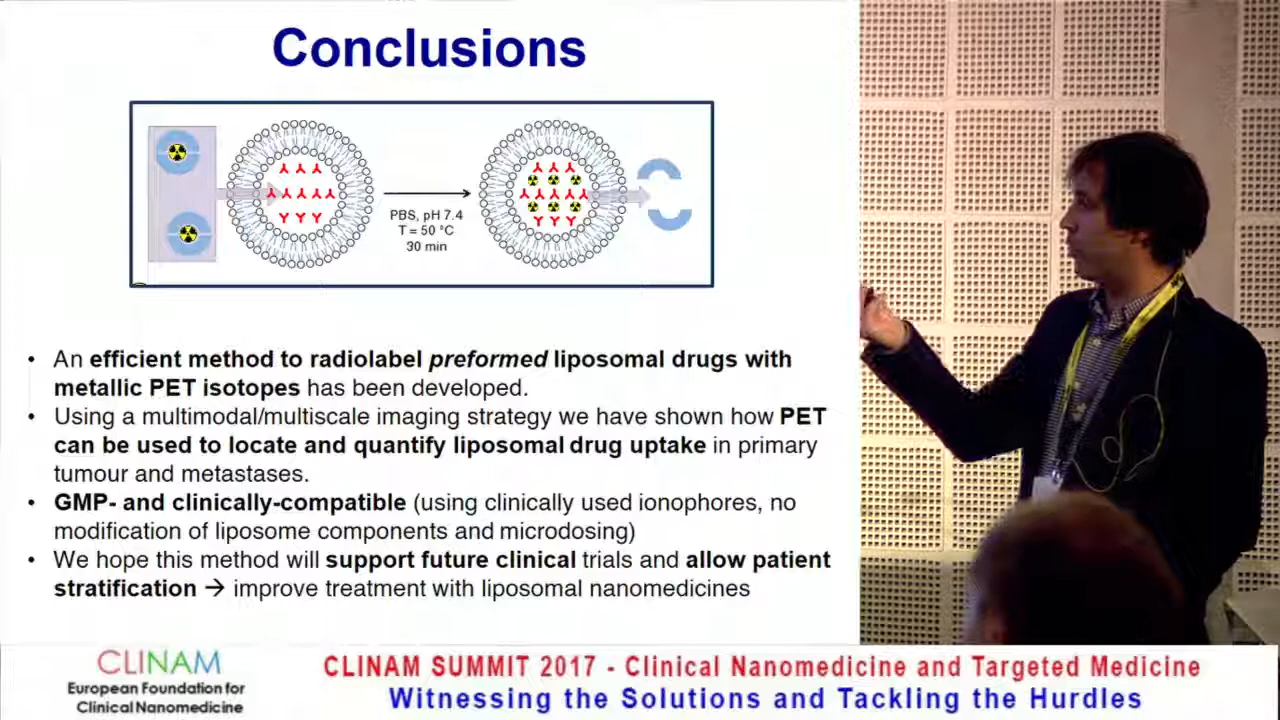 Conclusions
PBS, pH 7.4
T = 50 °C
30 min
• An efficient method to radiolabel preformed liposomal drugs with
metallic PET isotopes has been developed.
• Using a multimodal/multiscale imaging strategy we have shown how PET
can be used to locate and quantify liposomal drug uptake in primary
tumour and metastases.
• GMP- and clinically-compatible (using clinically used ionophores, no
modification of liposome components and microdosing)
• We hope this method will support future clinical trials and allow patient
stratification → improve treatment with liposomal nanomedicines
CLINAM
European Foundation for
Clinical Nanomedicine
CLINAM SUMMIT 2017 - Clinical Nanomedicine and Targeted Medicine
Witnessing the Solutions and Tackling the Hurdles